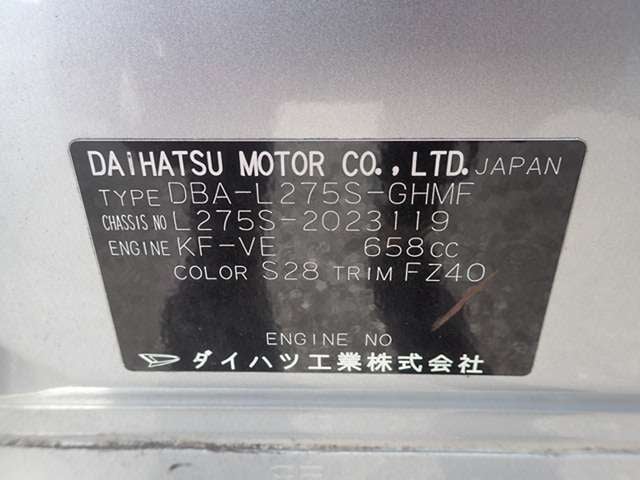 DAIHATSU MOTOR CO., LTD. JAPAN
TYPE DBA-L275S-GHMF
CHASSIS NO L275S-2023119
ENGINE KF-VE 658CC
COLOR S28 TRIM FZ40
ENGINE NO
ダイハツ工業株式会社